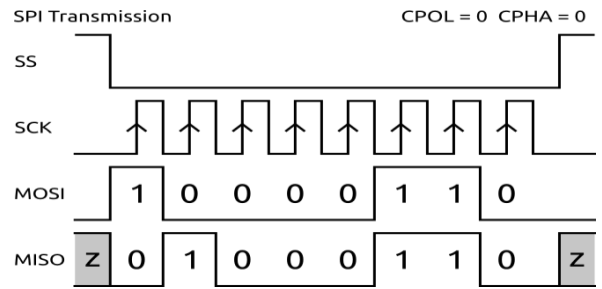 SPI Transmission CPOL = 0 CPHA = 0
SS
SCK
MOSI 1 0 0 0 0 1 1 0
MISO z 0 1 0 0 0 1 1 0 z